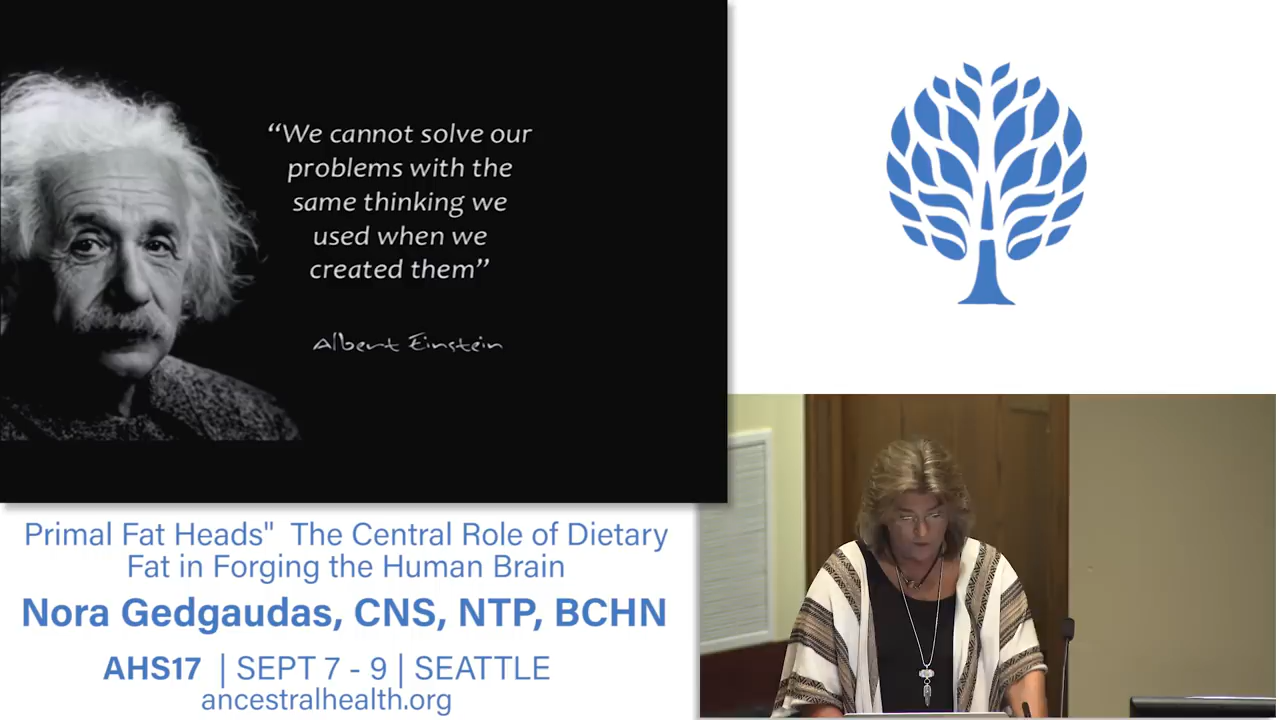 “We cannot solve our
problems with the
same thinking we
used when we
created them”
Albert Einstein
Primal Fat Heads" The Central Role of Dietary
Fat in Forging the Human Brain
Nora Gedgaudas, CNS, NTP, BCHN
AHS17 | SEPT 7 - 9 | SEATTLE
ancestralhealth.org